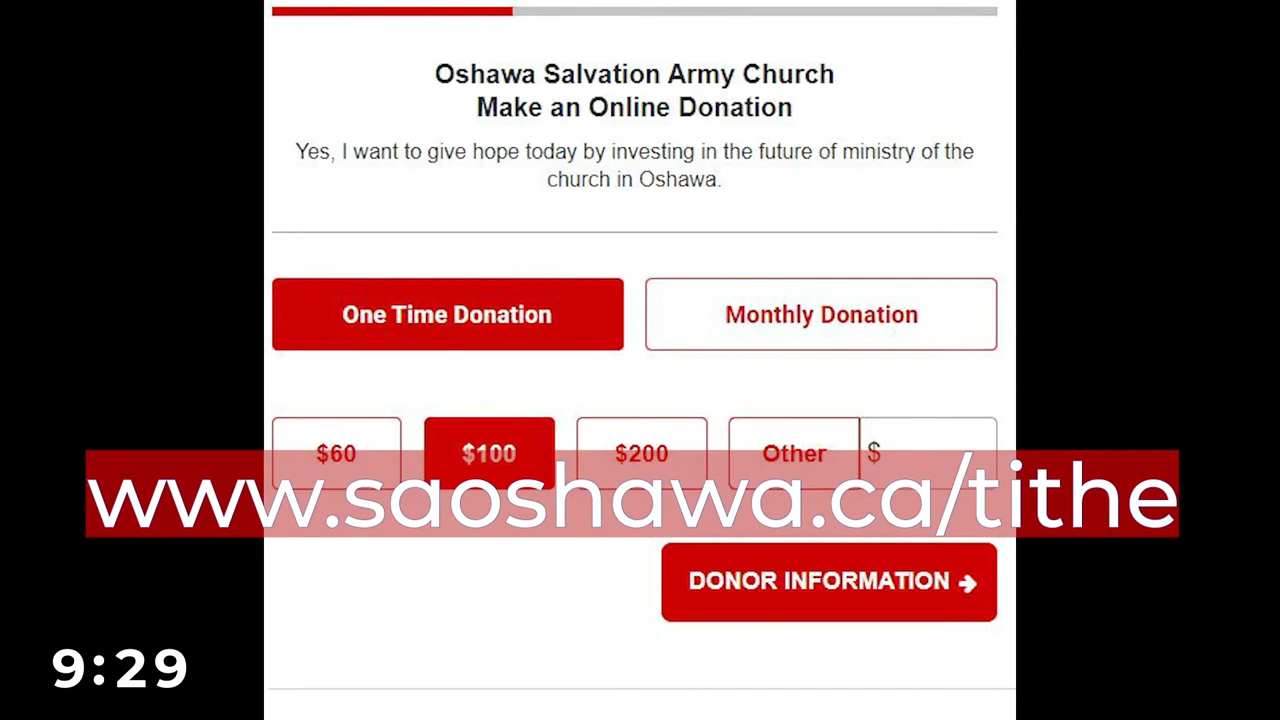 Oshawa Salvation Army Church
Make an Online Donation
Yes, I want to give hope today by investing in the future of ministry of the
church in Oshawa.
One Time Donation
Monthly Donation
$60
$100
$200
Other
$
www.saoshawa.ca/tithe
DONOR INFORMATION
9:29